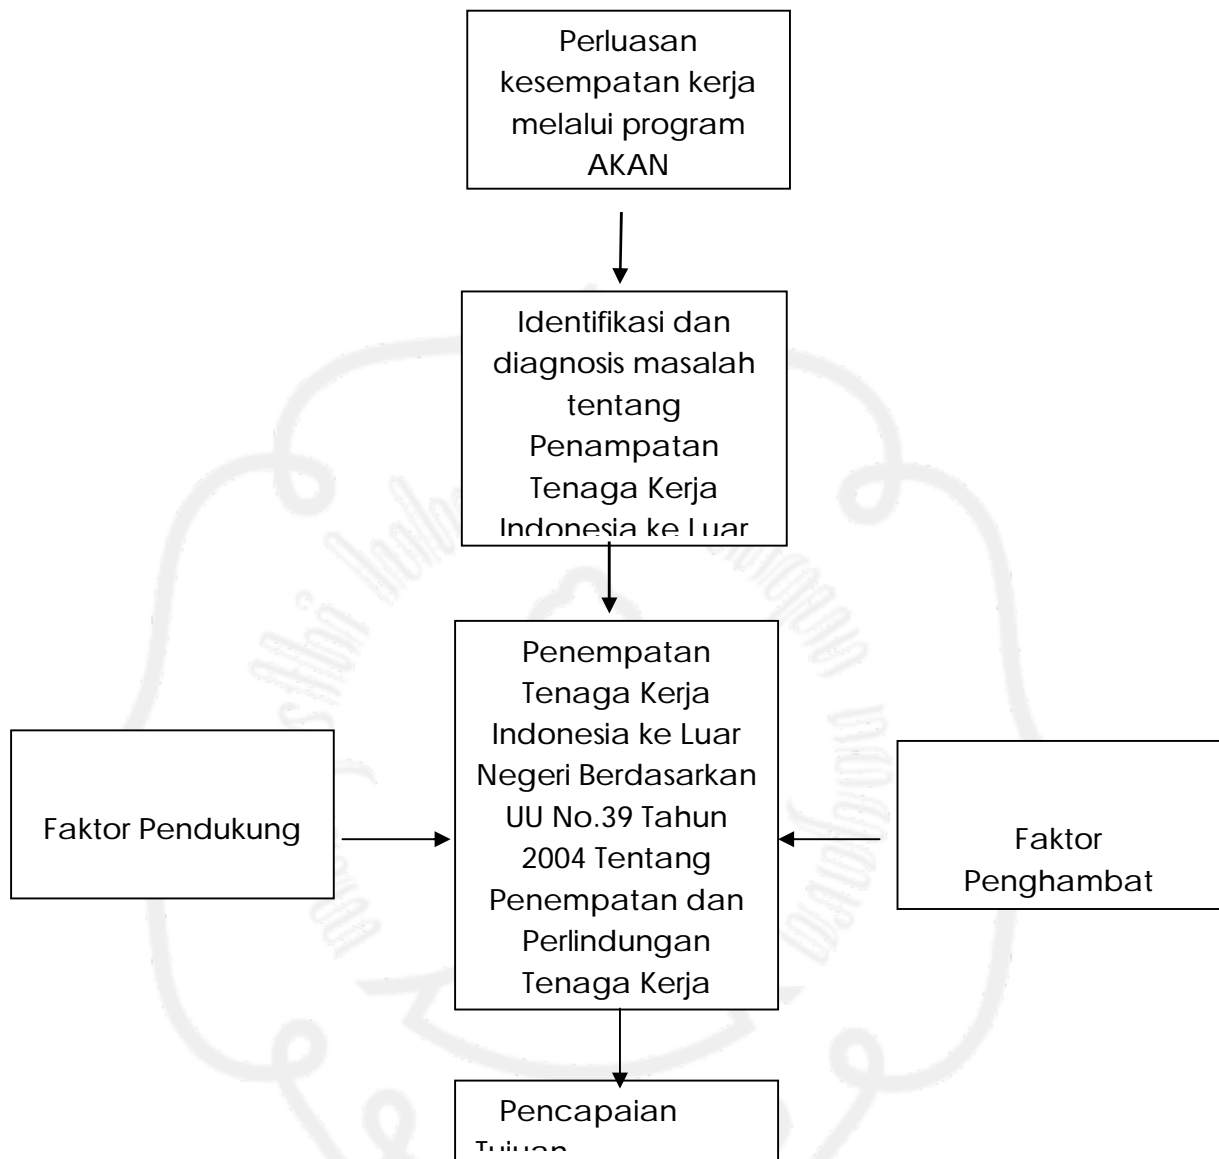 Perluasan
kesempatan kerja
melalui program
AKAN
Identifikasi dan
diagnosis masalah
tentang
Penampatan
Tenaga Kerja
Indonesia ke Luar
Penempatan
Tenaga Kerja
Indonesia ke Luar
Negeri Berdasarkan
UU No.39 Tahun
2004 Tentang
Penempatan dan
Perlindungan
Tenaga Kerja
Faktor Pendukung
Faktor
Penghambat
Pencapaian
Tujuan